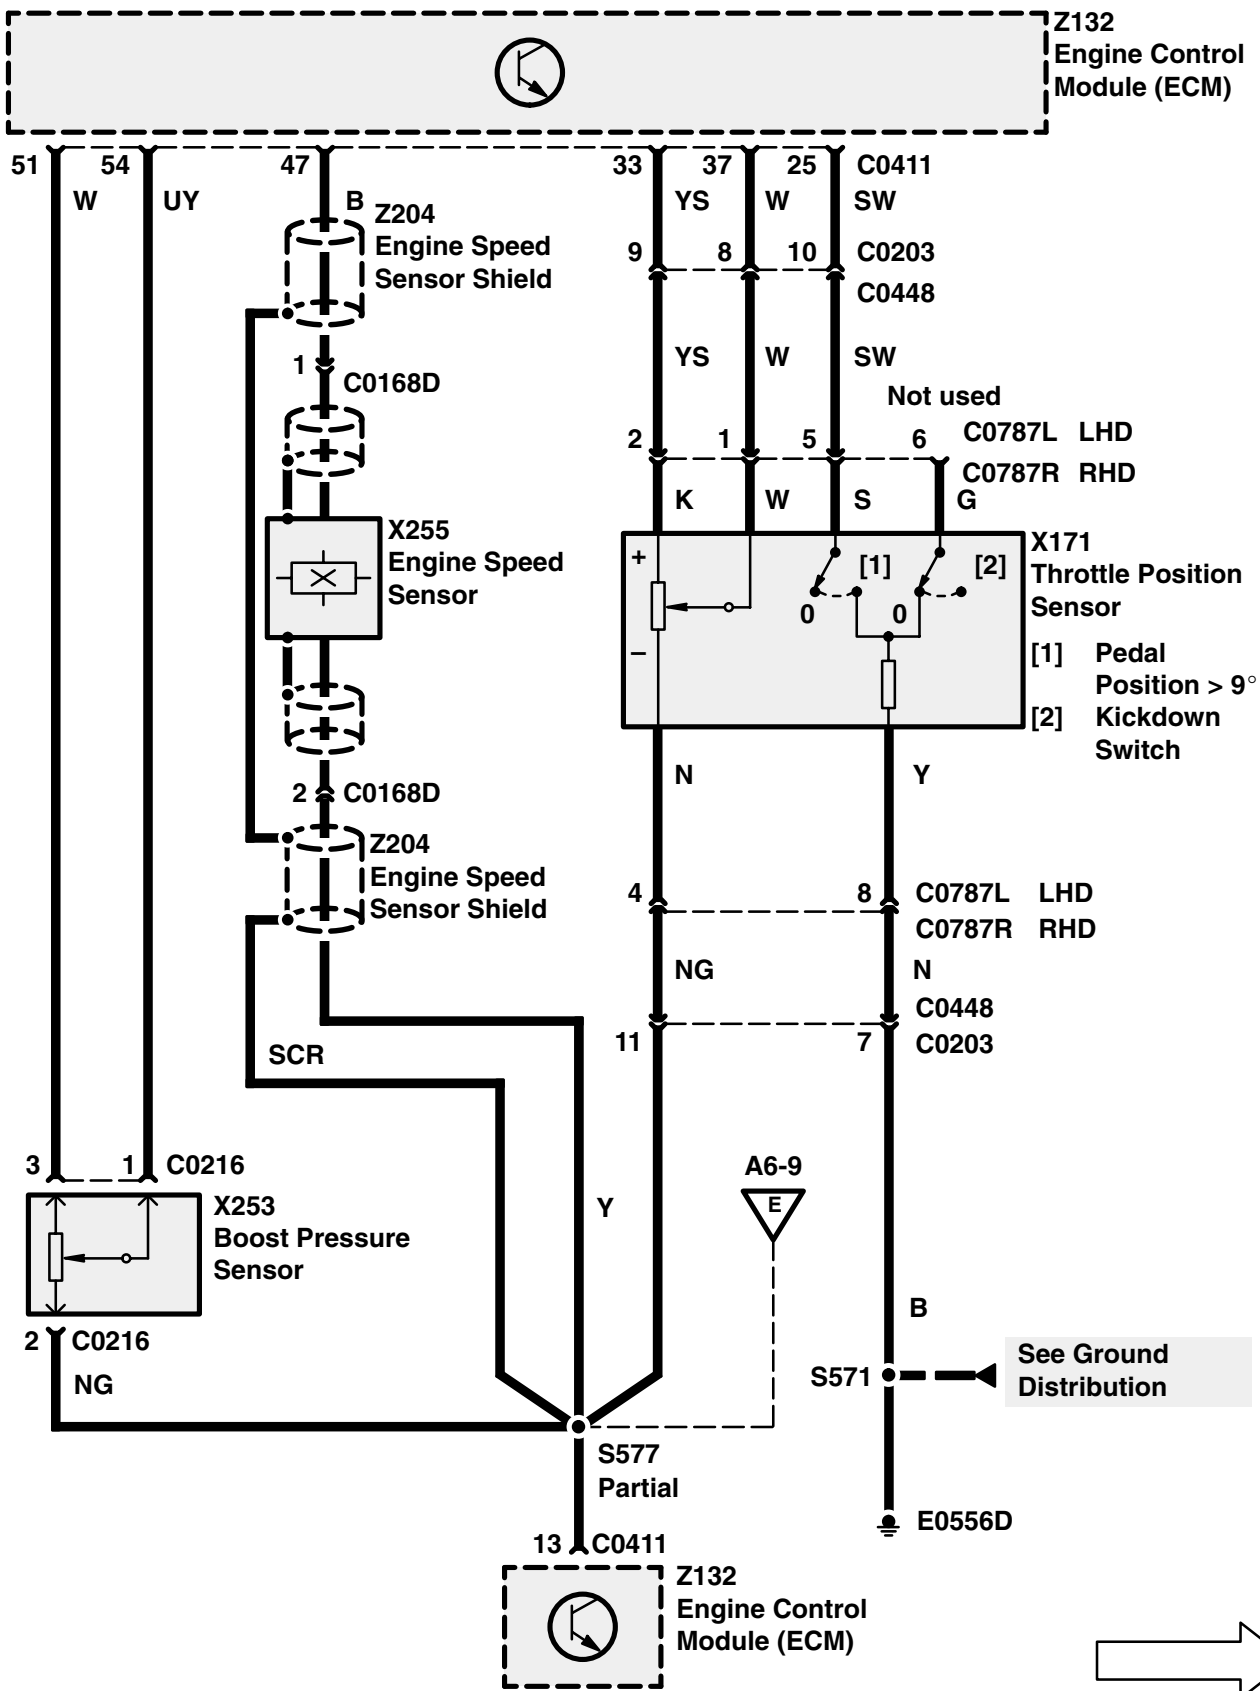 Z132
Engine Control
Module (ECM)
51 54 47 33 37 25 C0411
W UY B YS W SW
Z204
Engine Speed
Sensor Shield
9 8 10 C0203
C0448
1
C0168D
YS W SW
Not used
2 1 5 6 C0787L LHD
C0787R RHD
K W S G
X255
Engine Speed
Sensor
X171
Throttle Position
Sensor
+ [1] [2]
0 0
–
[1] Pedal
Position > 9°
[2] Kickdown
Switch
N Y
2 C0168D
Z204
Engine Speed
Sensor Shield
4 8 C0787L LHD
C0787R RHD
NG N
C0448
11 7 C0203
SCR
3 1 C0216
A6-9
E
X253
Boost Pressure
Sensor
Y
B
2 C0216
NG
S571
See Ground
Distribution
S577
Partial
E0556D
13 C0411
Z132
Engine Control
Module (ECM)